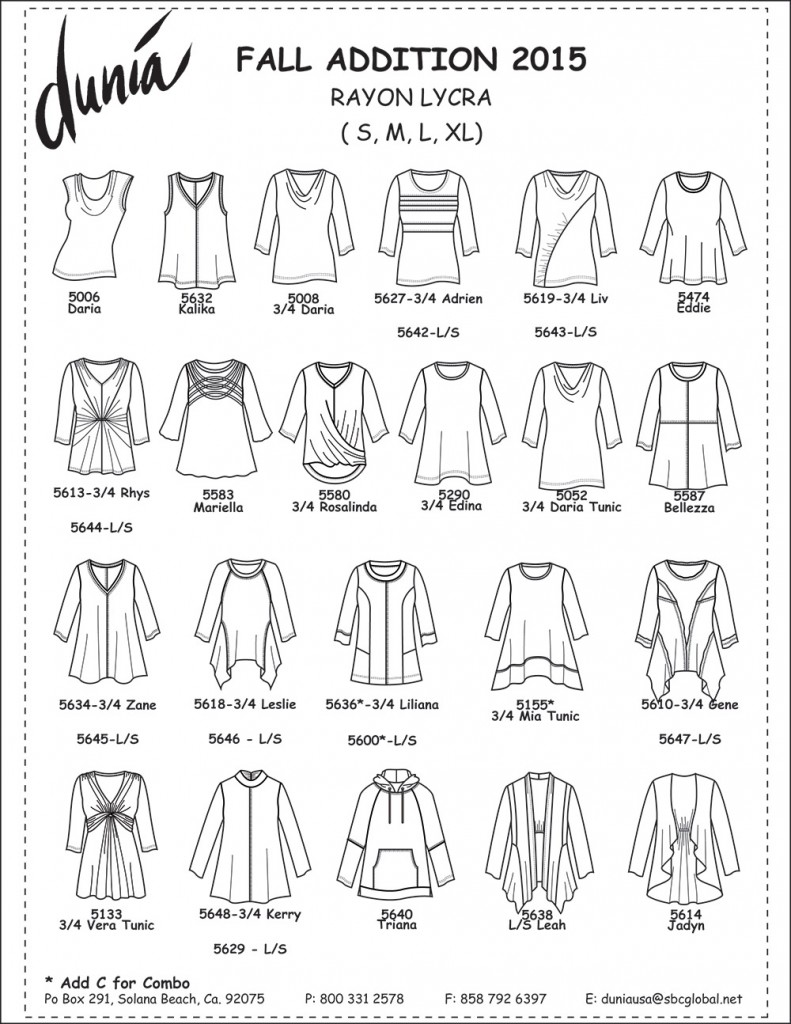 dunia
FALL ADDITION 2015
RAYON LYCRA
( S, M, L, XL)
5006 5632 5008 5627-3/4 Adrien 5619-3/4 Liv 5474
Daria Kalika 3/4 Daria Eddie
5642-L/S 5643-L/S
5613-3/4 Rhys 5583 5580 5290 5052 5587
Mariella 3/4 Rosalinda 3/4 Edina 3/4 Daria Tunic Bellezza
5644-L/S
5634-3/4 Zane 5618-3/4 Leslie 5636*-3/4 Liliana 5155* 5610-3/4 Gene
3/4 Mia Tunic
5645-L/S 5646 - L/S 5600*-L/S 5647-L/S
5133 5648-3/4 Kerry 5640 5638 5614
3/4 Vera Tunic Triana L/S Leah Jadyn
5629 - L/S
* Add C for Combo
Po Box 291, Solana Beach, Ca. 92075 P: 800 331 2578 F: 858 792 6397 E: duniausa@sbcglobal.net